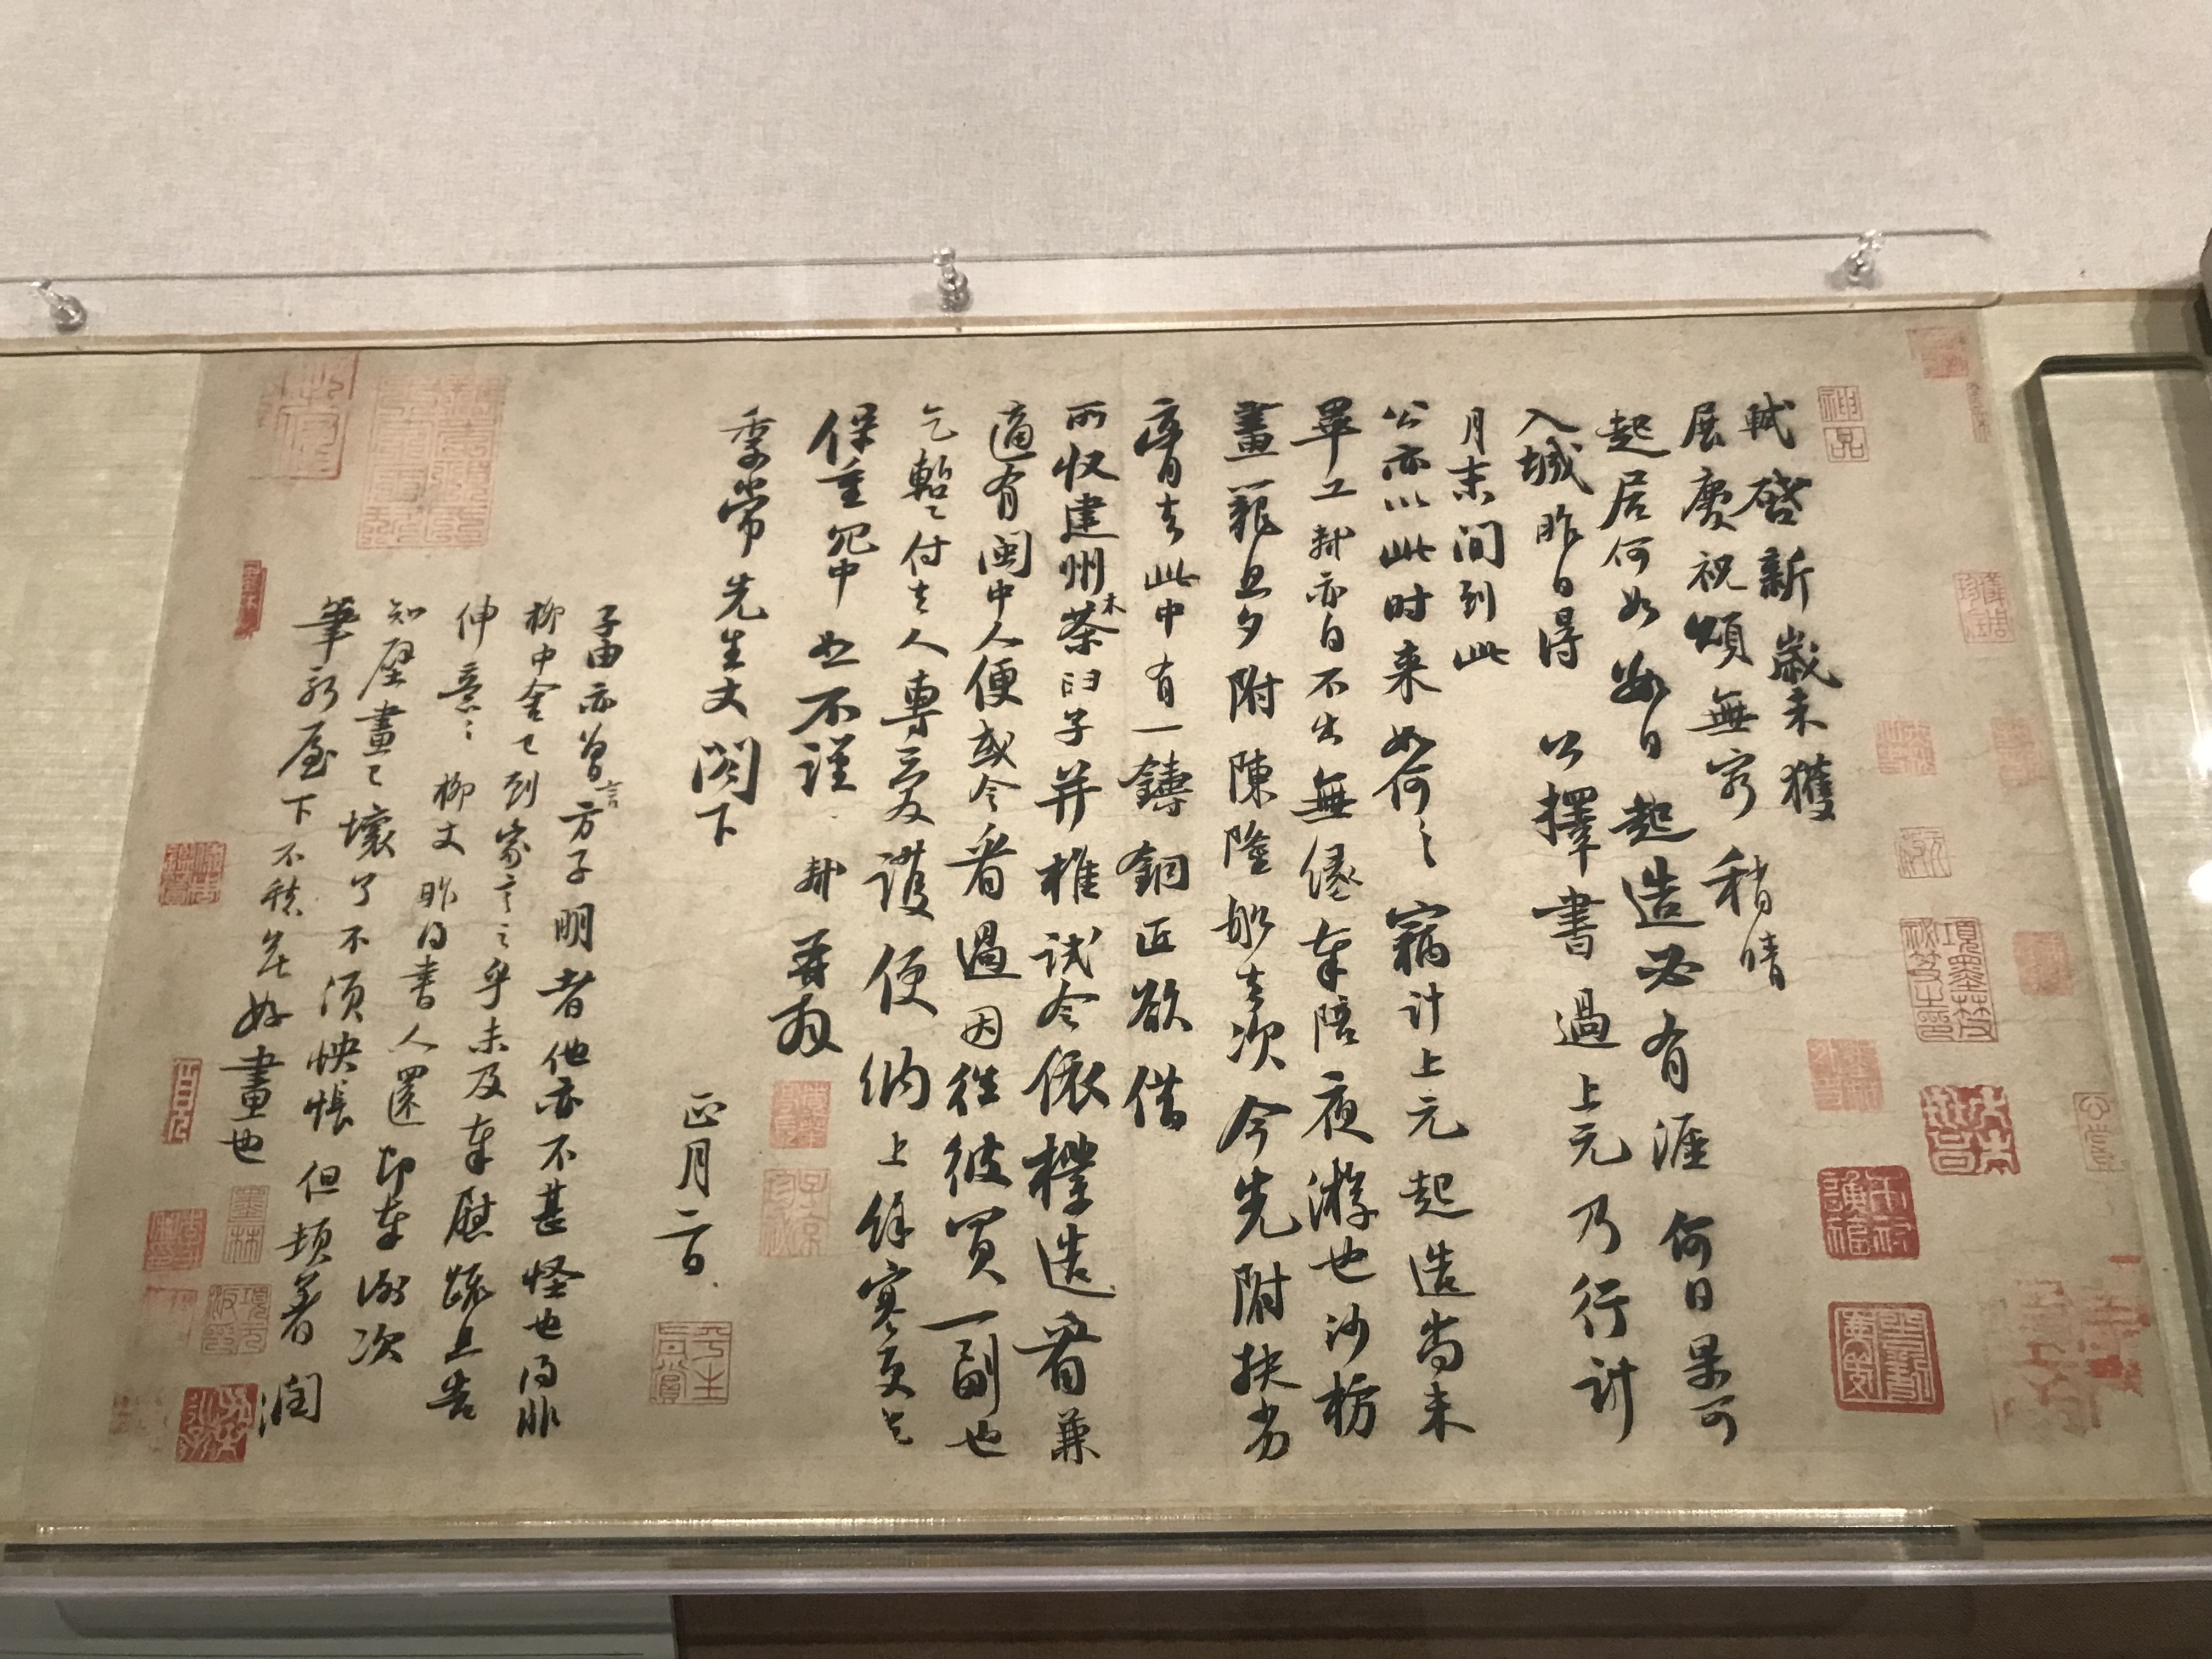 軾啓新歲未獲
展慶祝頌無窮稍晴
起居何如數日起造必有涯何日果可
入城昨日得公擇書過上元乃行計
月末間到此
公亦以此时来如何〻竊計上元起造尚未
畢工軾亦自不出無緣奉陪夜游也沙枋
畫籠旦夕附陳隆船去次今先附扶劣
膏去此中有一鑄銅匠欲借
所收建州木茶臼子并椎試令依樣造看兼
適有閩中人便或令看過因往彼買一副也
乞暫〻付去人專愛護便納上餘寒更乞
保重冗中恕不謹軾再拜
季常先生丈閣下
正月二日
子由亦曾言方子明者他亦不甚怪也得非
柳中舍已到家言之乎未及奉慰疏且告
伸意〻柳丈昨得書人還即奉謝次
知壁畫已壞了不須怏悵但頓著潤
筆新屋下不愁無好畫也
神品